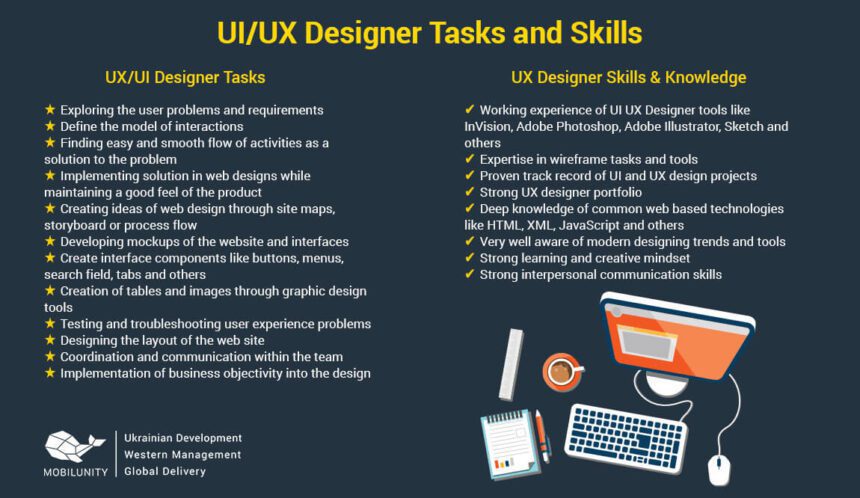 UI/UX Designer Tasks and Skills
UX/UI Designer Tasks
★ Exploring the user problems and requirements
★ Define the model of interactions
★ Finding easy and smooth flow of activities as a
solution to the problem
★ Implementing solution in web designs while
maintaining a good feel of the product
★ Creating ideas of web design through site maps,
storyboard or process flow
★ Developing mockups of the website and interfaces
★ Create interface components like buttons, menus,
search field, tabs and others
★ Creation of tables and images through graphic design
tools
★ Testing and troubleshooting user experience problems
★ Designing the layout of the web site
★ Coordination and communication within the team
★ Implementation of business objectivity into the design
UX Designer Skills & Knowledge
✔ Working experience of UI UX Designer tools like
InVision, Adobe Photoshop, Adobe Illustrator, Sketch and
others
✔ Expertise in wireframe tasks and tools
✔ Proven track record of UI and UX design projects
✔ Strong UX designer portfolio
✔ Deep knowledge of common web based technologies
like HTML, XML, JavaScript and others
✔ Very well aware of modern designing trends and tools
✔ Strong learning and creative mindset
✔ Strong interpersonal communication skills
MOBILUNITY
Ukrainian Development
Western Management
Global Delivery